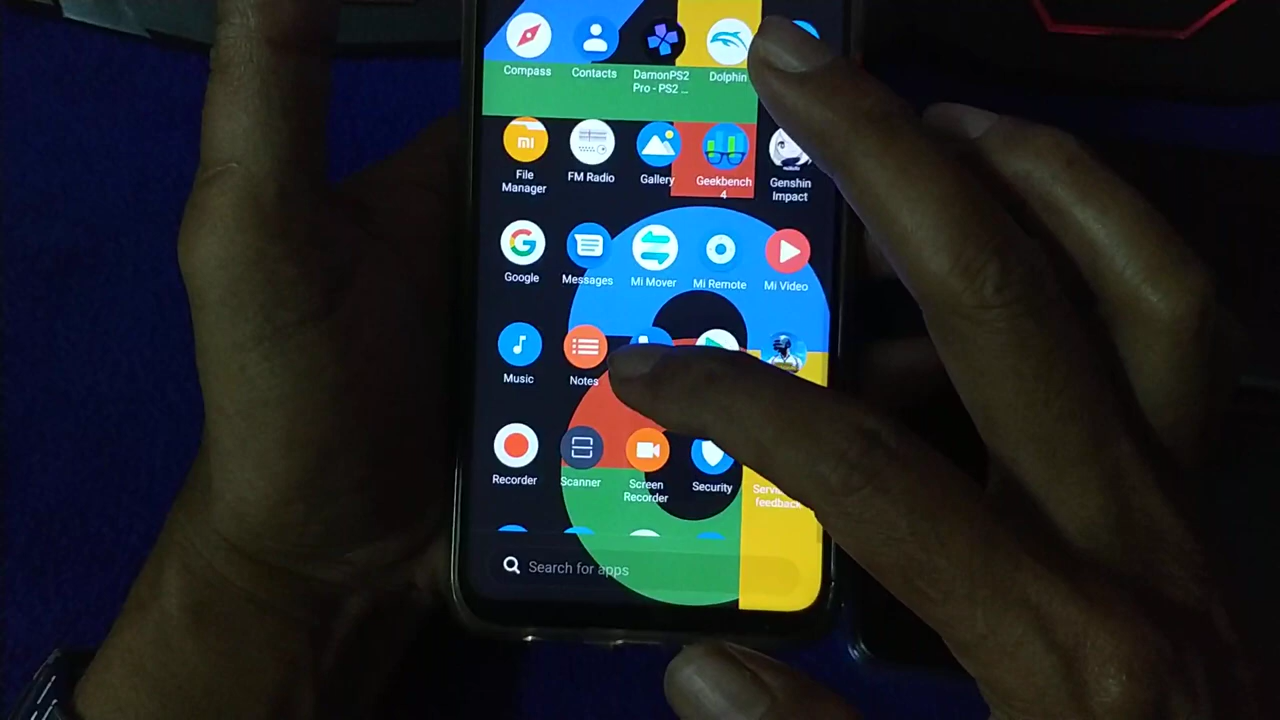 Compass
Contacts
DamonPS2
Pro - PS2 ...
Dolphin
File
Manager
mi
FM Radio
Gallery
Geekbench
4
Genshin
Impact
Google
Messages
Mi Mover
Mi Remote
Mi Video
Music
Notes
Recorder
Scanner
Screen
Recorder
Security
feedback
Search for apps